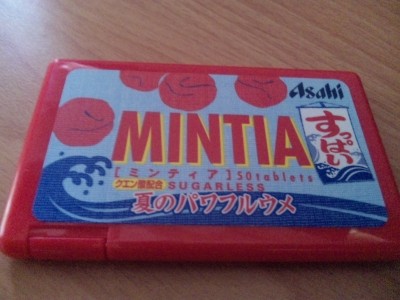 Asahi
MINTIA
すっぱい
[ミンティア] 50tablets
クエン酸配合 SUGARLESS
夏のパワフルウメ